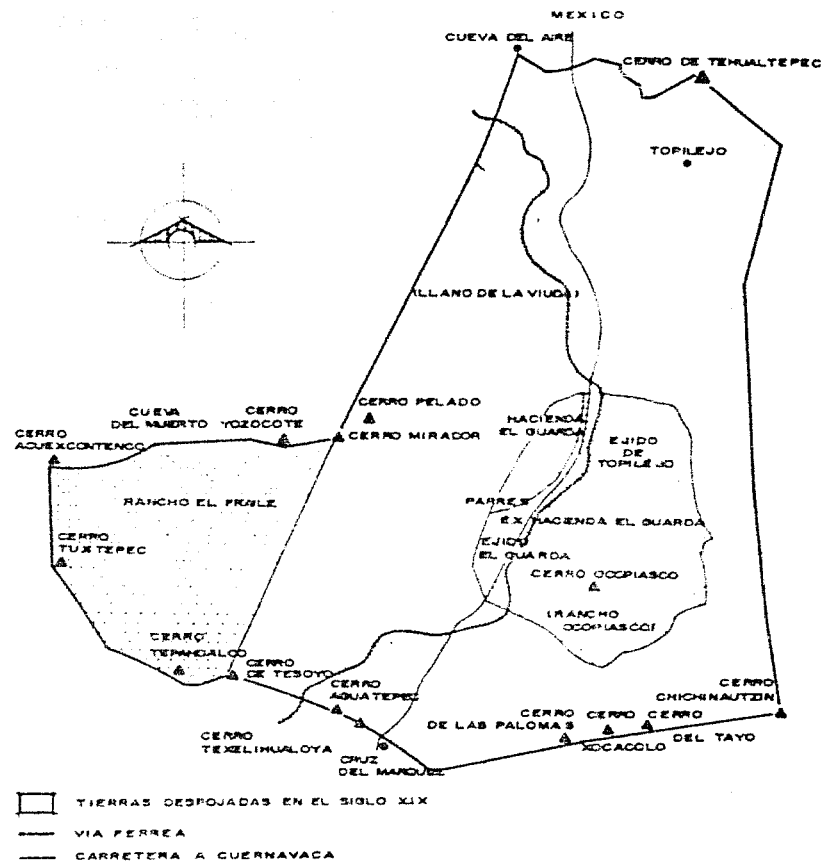 MEXICO
CUEVA DEL AIRE
CERRO DE TEHUALTEPEC
TOPILEJO
(LLANO DE LA VIUDA)
CERRO PELADO
CUEVA
DEL MUERTO
CERRO
YOZOCOTE
CERRO MIRADOR
CERRO
ACUEXCONTENCO
HACIENDA
EL GUARDA
EJIDO
DE
TOPILEJO
RANCHO EL FRAILE
PARRES
EX HACIENDA EL GUARDA
EJIDO
EL GUARDA
CERRO
TUXTEPEC
CERRO OCOPIASCO
(RANCHO
OCOPIASCO)
CERRO
TEPANDALCO
CERRO
DE TESOYO
CERRO
AGUATEPEC
CERRO
CHICHINAUTZIN
CERRO
TEXELIHUALOYA
CRUZ
DEL MARQUEZ
CERRO
DE LAS PALOMAS
CERRO
XOCACOLO
CERRO
DEL TAYO
TIERRAS DESPOJADAS EN EL SIGLO XIX
VIA FERREA
CARRETERA A CUERNAVACA